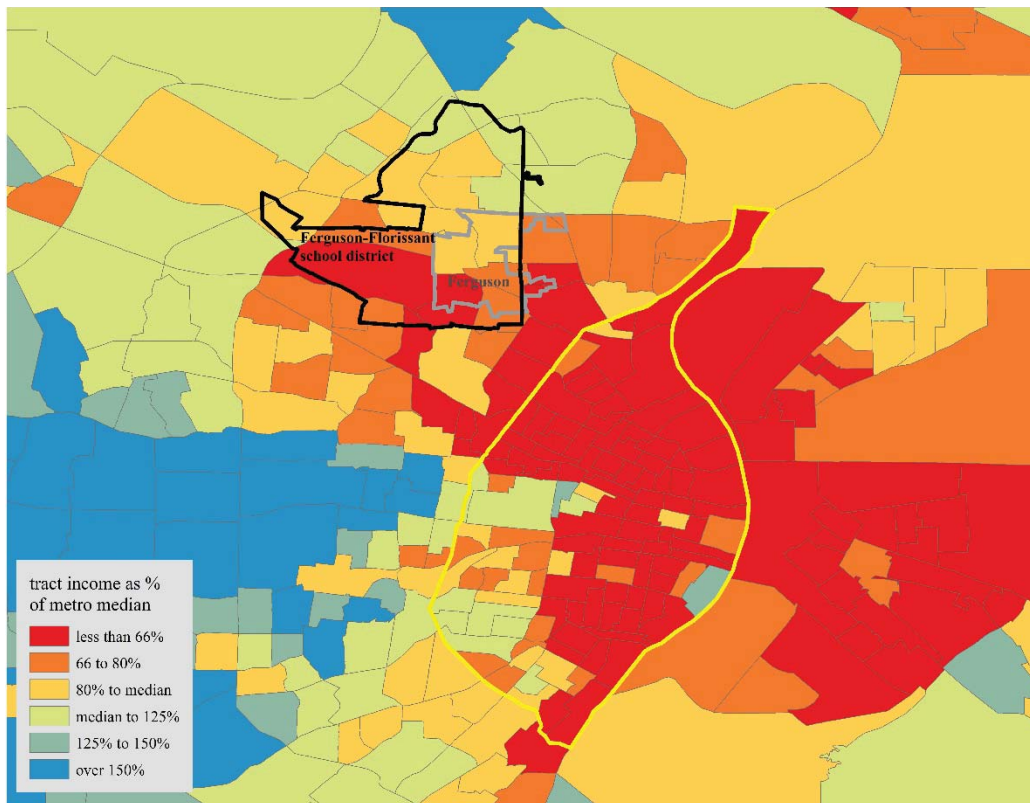 Ferguson-Florissant
school district
Ferguson
tract income as %
of metro median
less than 66%
66 to 80%
80% to median
median to 125%
125% to 150%
over 150%